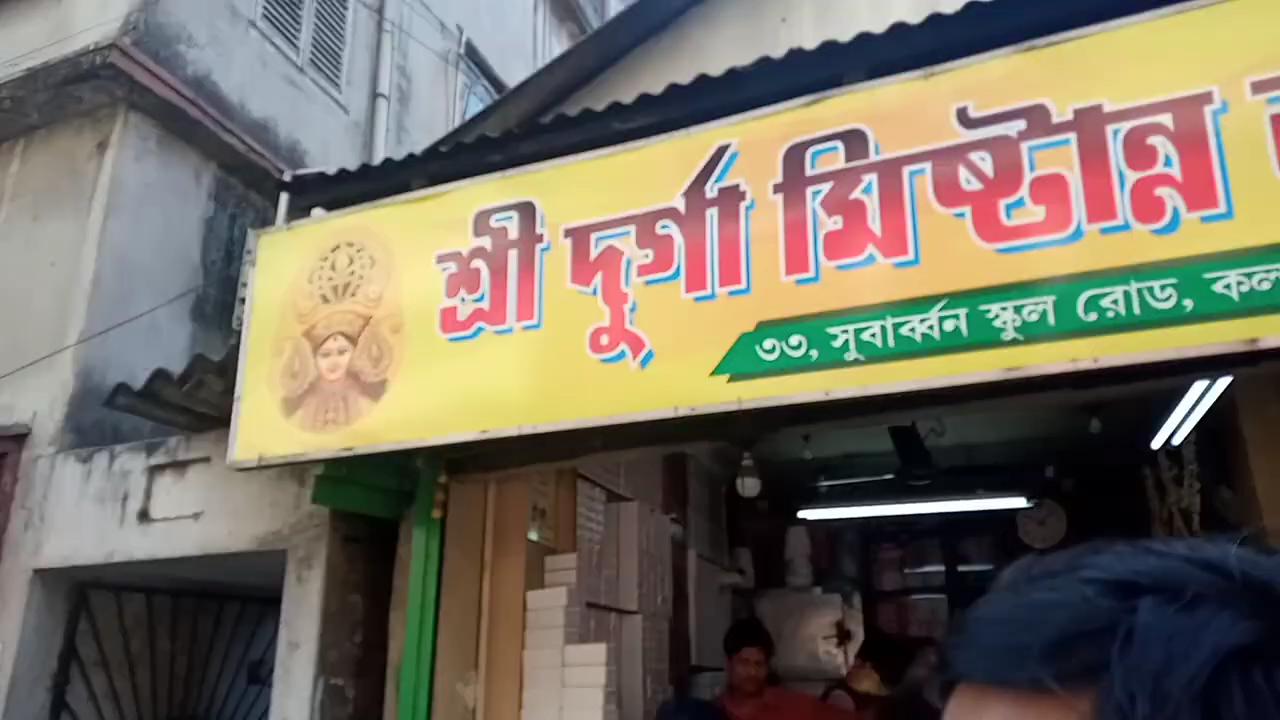 শ্রী দুর্গা মিষ্টান্ন
৩৩, সুবার্ব্বন স্কুল রোড,